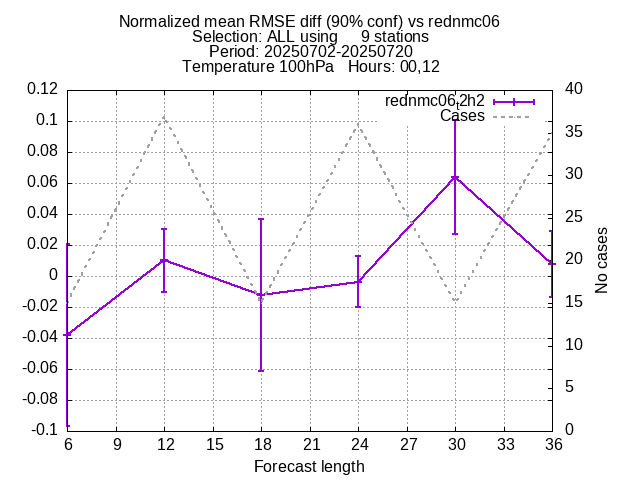 Normalized mean RMSE diff (90% conf) vs rednmc06
Selection: ALL using     9 stations
Period: 20250702-20250720
Temperature 100hPa   Hours: 00,12
rednmc06,2h2
Cases
0.12
0.1
0.08
0.06
0.04
0.02
0
-0.02
-0.04
-0.06
-0.08
-0.1
40
35
30
25
20
15
10
5
0
No cases
6 9 12 15 18 21 24 27 30 33 36
Forecast length